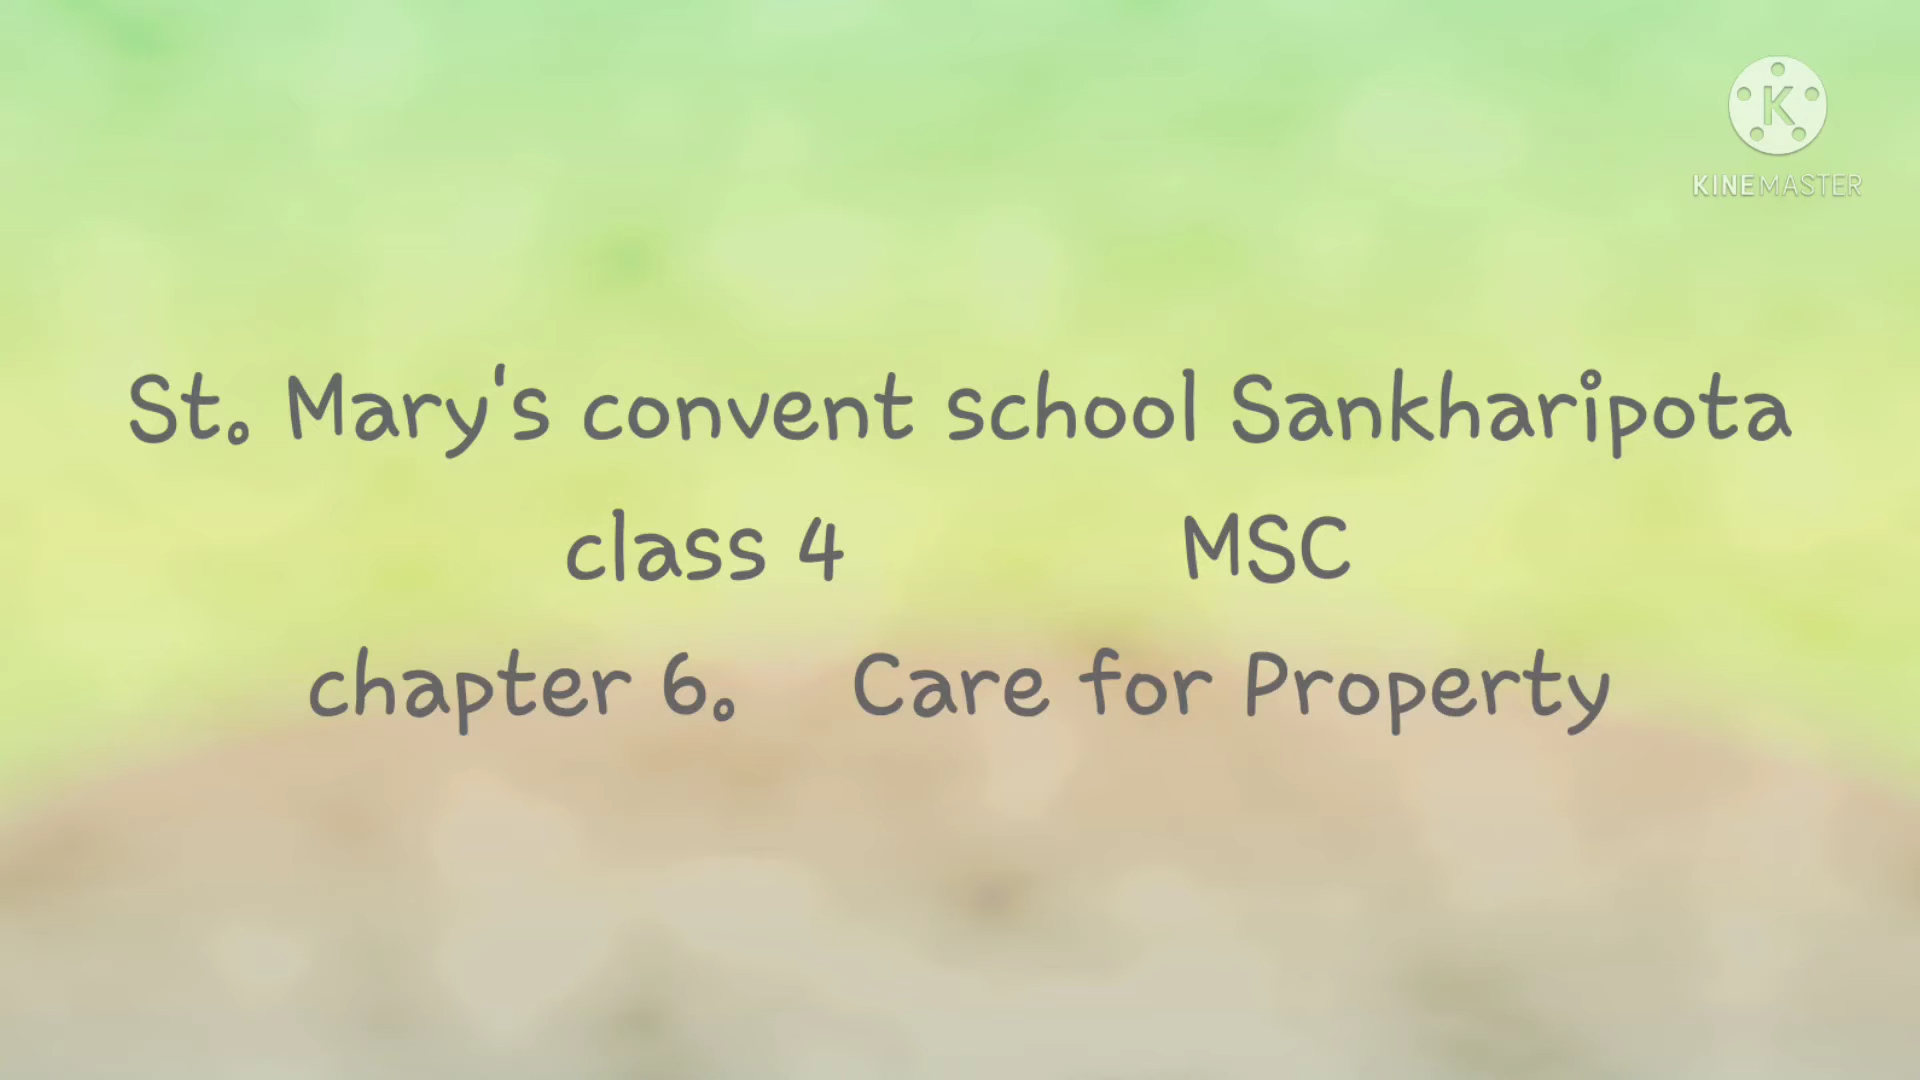 K
KINEMASTER
St. Mary's convent school Sankharipota
class 4 MSC
chapter 6. Care for Property